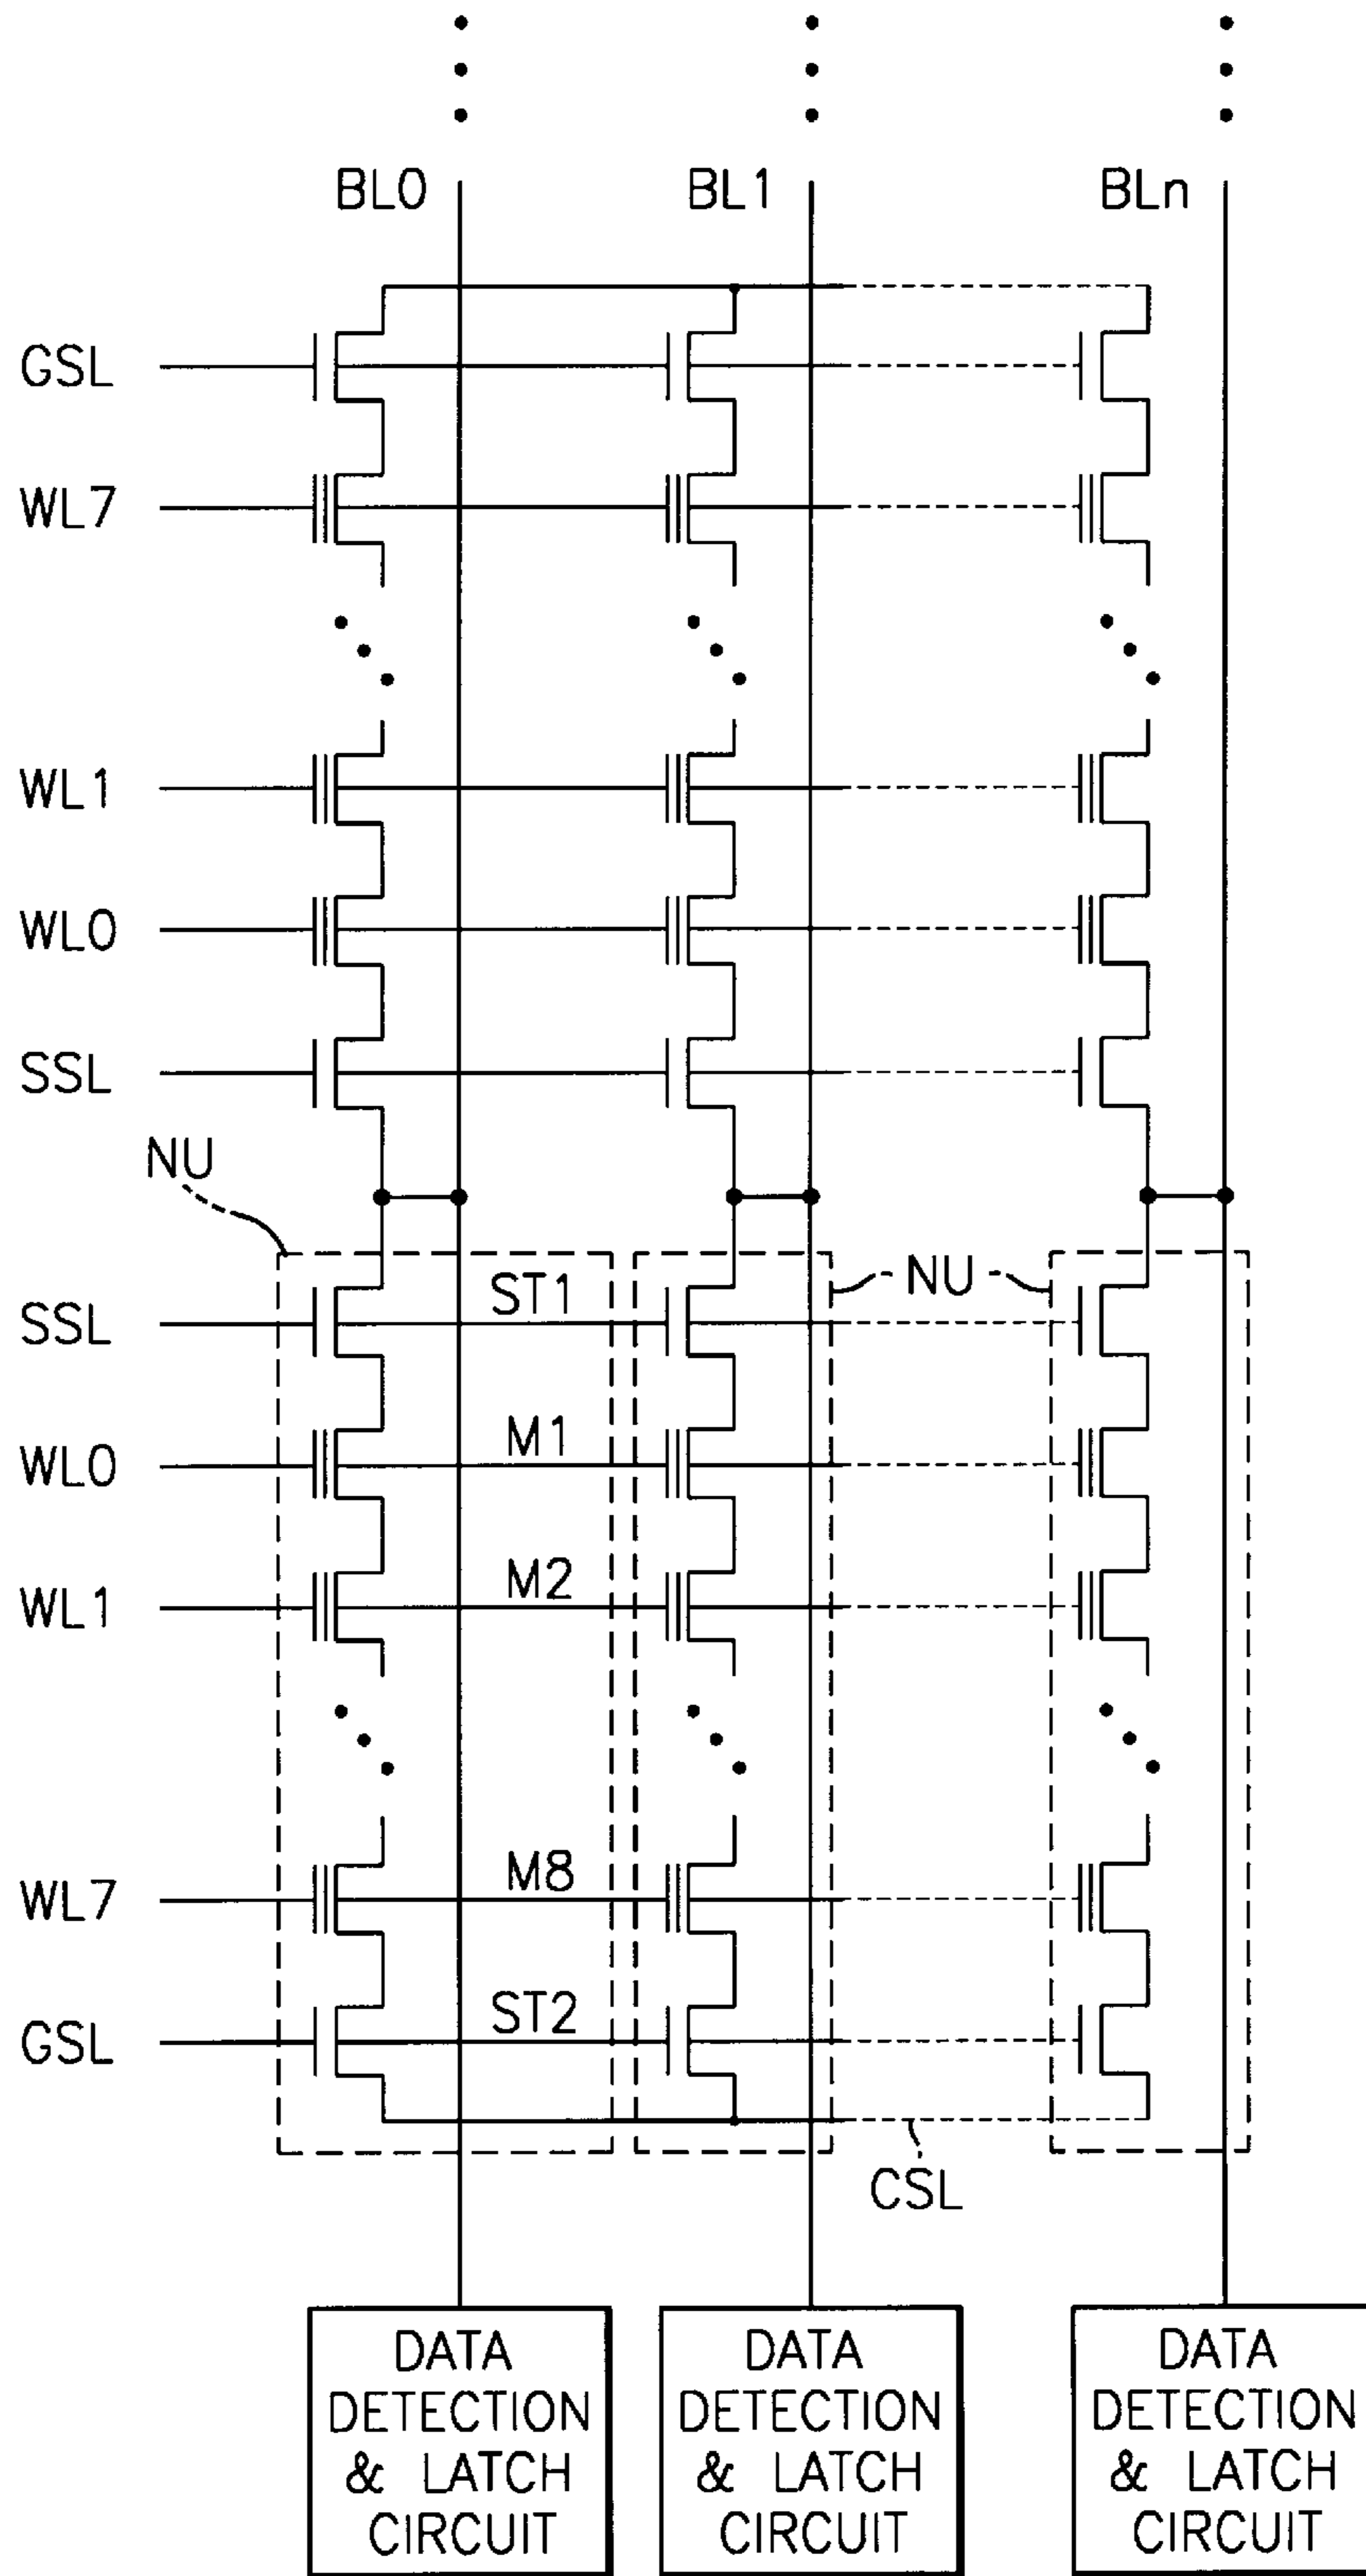 BL0 BL1 BLn
GSL
WL7
WL1
WL0
SSL
NU
SSL ST1 NU
WL0 M1
WL1 M2
WL7 M8
GSL ST2
CSL
DATA DETECTION & LATCH CIRCUIT
DATA DETECTION & LATCH CIRCUIT
DATA DETECTION & LATCH CIRCUIT